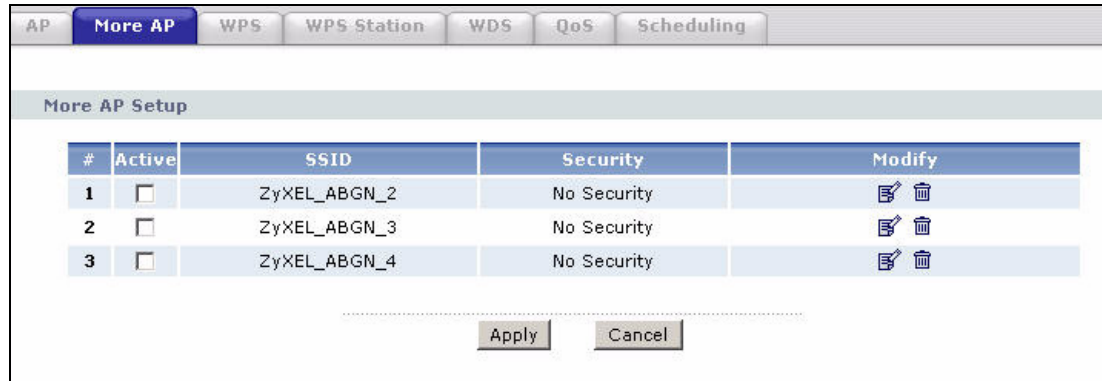 AP More AP WPS WPS Station WDS QoS Scheduling
More AP Setup
# Active SSID Security Modify
1 ZyXEL_ABGN_2 No Security
2 ZyXEL_ABGN_3 No Security
3 ZyXEL_ABGN_4 No Security
Apply Cancel